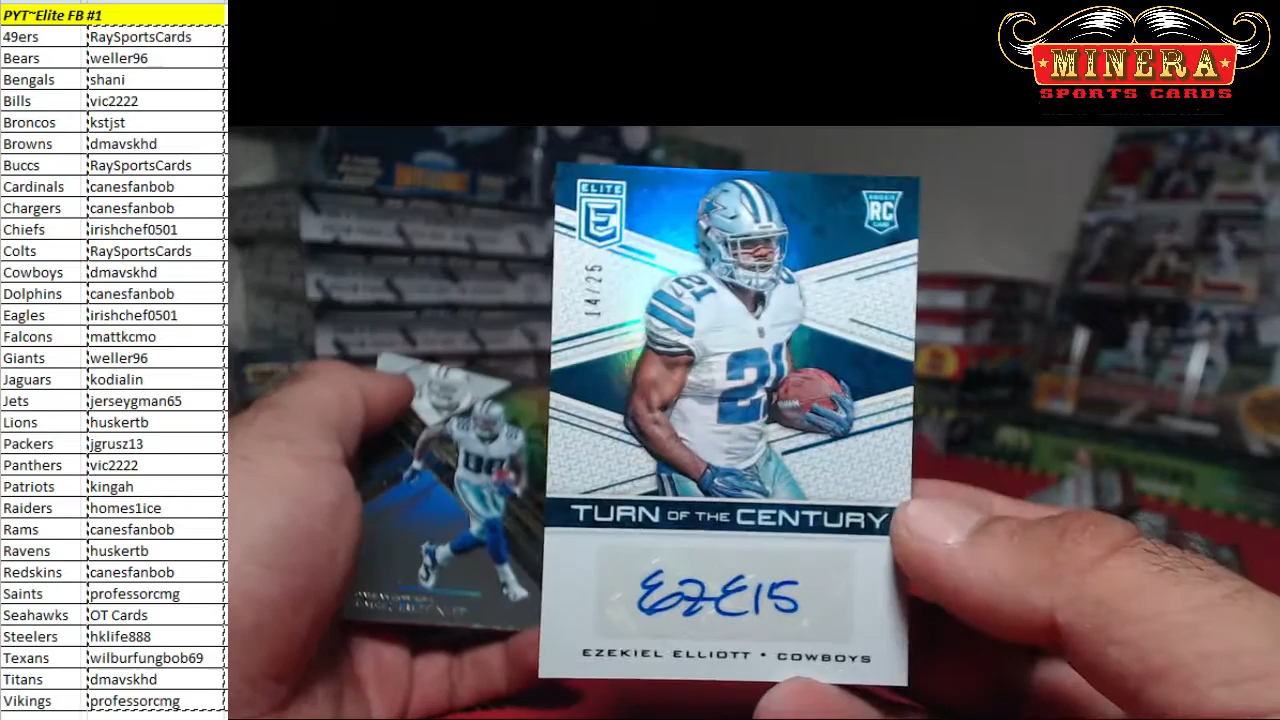 PYT~Elite FB #1
49ers RaySportsCards
Bears weller96
Bengals shani
Bills vic2222
Broncos kstjst
Browns dmavskhd
Buccs RaySportsCards
Cardinals canesfanbob
Chargers canesfanbob
Chiefs irishchef0501
Colts RaySportsCards
Cowboys dmavskhd
Dolphins canesfanbob
Eagles irishchef0501
Falcons mattkcmo
Giants weller96
Jaguars kodialin
Jets jerseygman65
Lions huskertb
Packers jgrusz13
Panthers vic2222
Patriots kingah
Raiders homes1ice
Rams canesfanbob
Ravens huskertb
Redskins canesfanbob
Saints professorcmg
Seahawks OT Cards
Steelers hklife888
Texans wilburfungbob69
Titans dmavskhd
Vikings professorcmg
MINERA
SPORTS CARDS
ELITE
E
RC
14/25
21
21
TURN OF THE CENTURY
EZE15
EZEKIEL ELLIOTT • COWBOYS